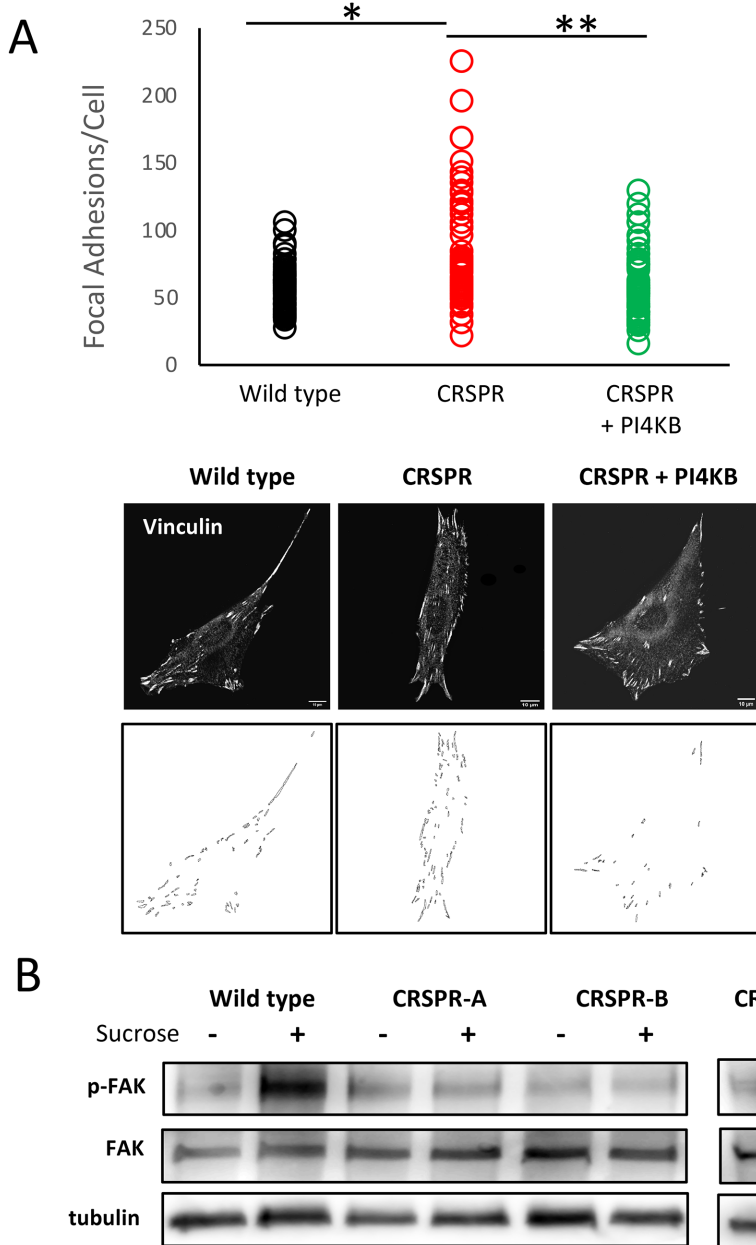 A
* **
250
200
150
100
50
0
Focal Adhesions/Cell
Wild type CRSPR CRSPR
+ PI4KB
Wild type CRSPR CRSPR + PI4KB
Vinculin
10 µm 10 µm 10 µm
B
Wild type CRSPR-A CRSPR-B CR
Sucrose - + - + - +
p-FAK
FAK
tubulin